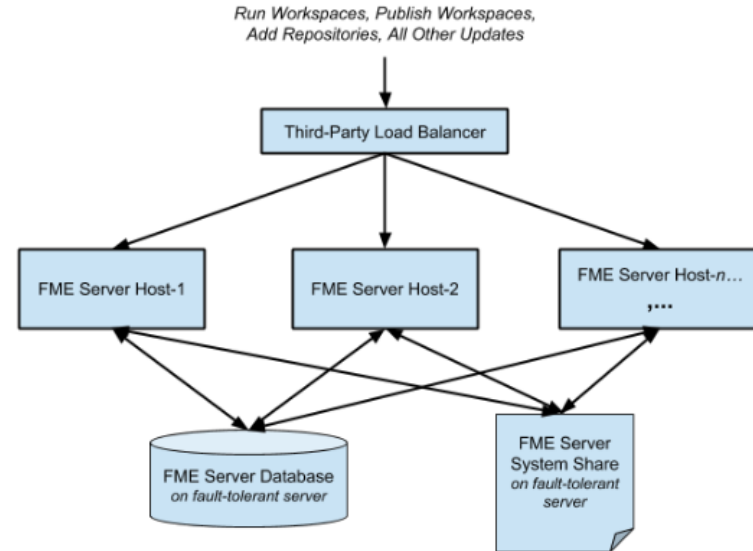 Run Workspaces, Publish Workspaces,
Add Repositories, All Other Updates
Third-Party Load Balancer
FME Server Host-1
FME Server Host-2
FME Server Host-n...
,...
FME Server Database
on fault-tolerant server
FME Server
System Share
on fault-tolerant
server